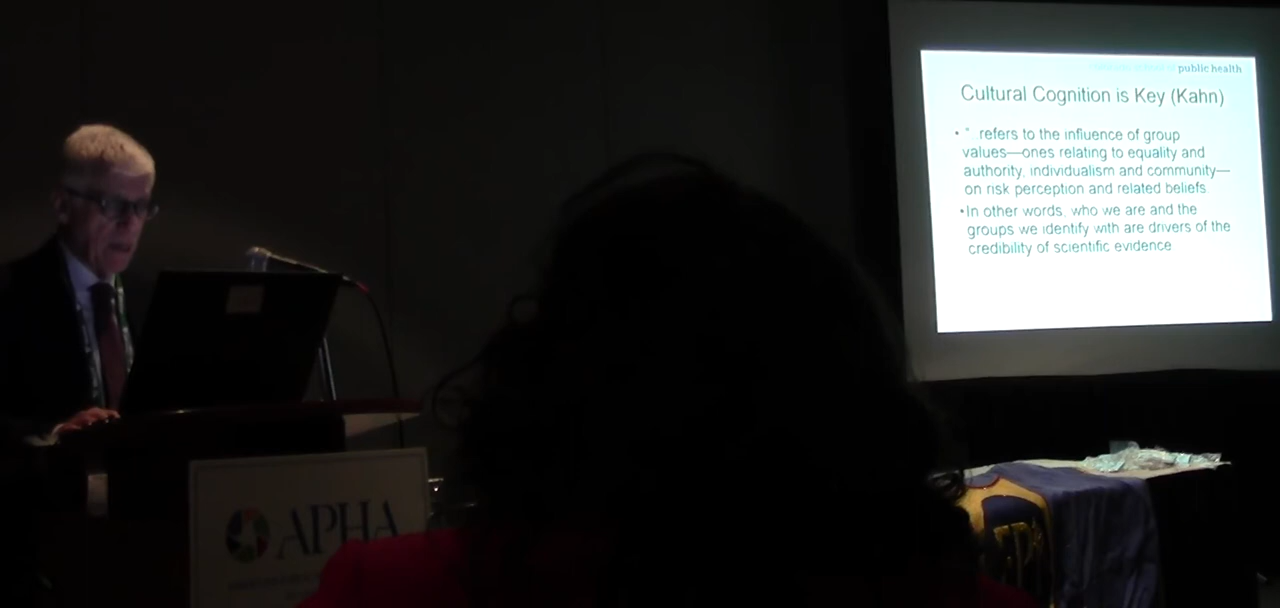 public health
Cultural Cognition is Key (Kahn)
• " refers to the influence of group
values—ones relating to equality and
authority, individualism and community—
on risk perception and related beliefs
•In other words, who we are and the
groups we identify with are drivers of the
credibility of scientific evidence
APHA